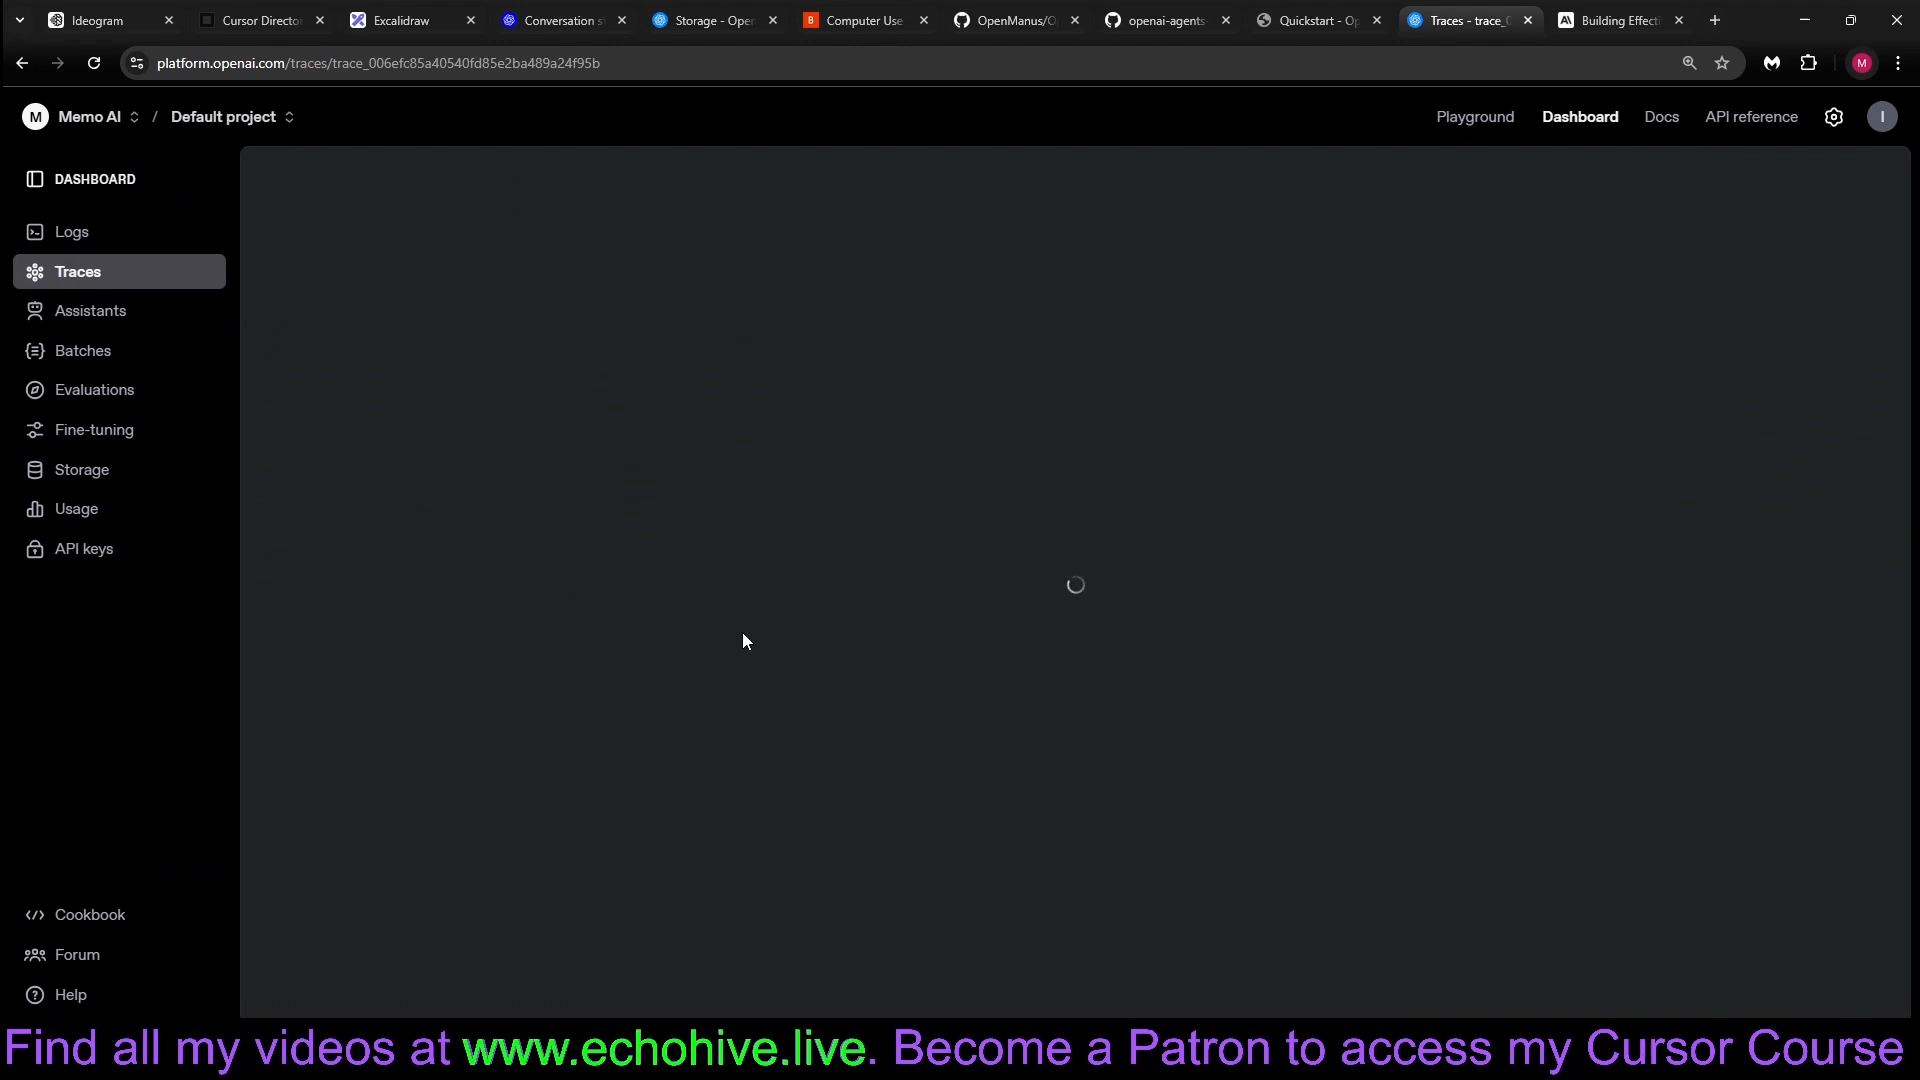 Ideogram
Cursor Directo
Excalidraw
Conversation s
Storage - Open
Computer Use
OpenManus/O
openai-agents
Quickstart - Op
Traces - trace_0
Building Effecti
platform.openai.com/traces/trace_006efc85a40540fd85e2ba489a24f95b
M
M Memo AI / Default project
Playground Dashboard Docs API reference I
DASHBOARD
Logs
Traces
Assistants
Batches
Evaluations
Fine-tuning
Storage
Usage
API keys
Cookbook
Forum
Help
Find all my videos at www.echohive.live. Become a Patron to access my Cursor Course